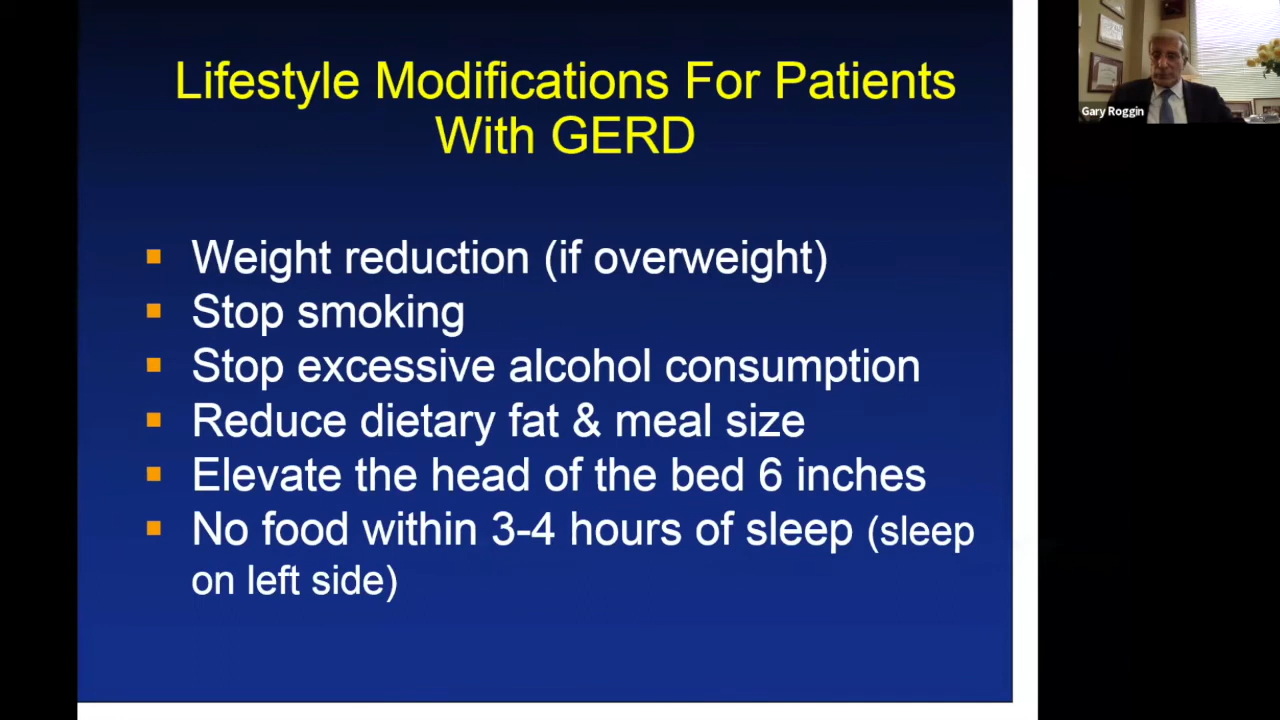 Lifestyle Modifications For Patients
With GERD
Weight reduction (if overweight)
Stop smoking
Stop excessive alcohol consumption
Reduce dietary fat & meal size
Elevate the head of the bed 6 inches
No food within 3-4 hours of sleep (sleep
on left side)
Gary Roggin